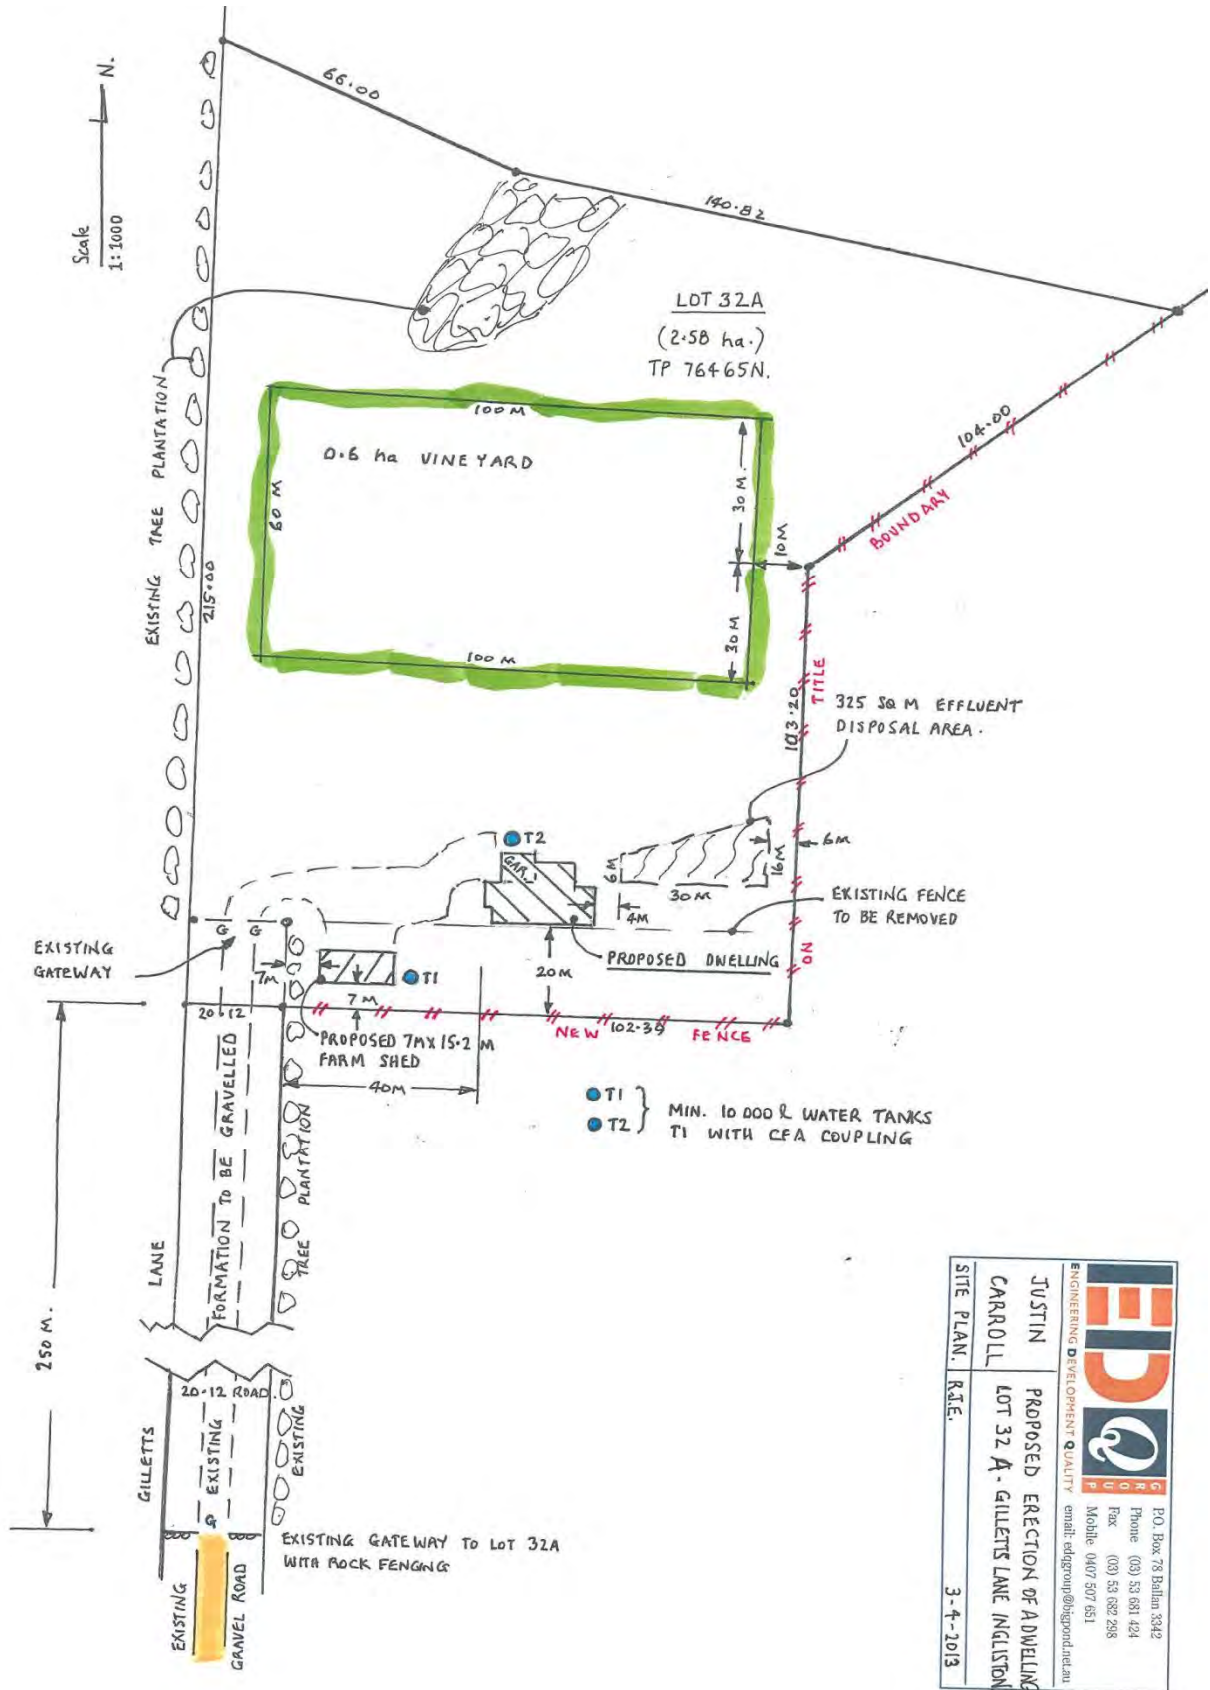 N.
Scale
1:1000
66.00
140.82
LOT 32A
(2.58 ha.)
TP 76465N.
EXISTING TREE PLANTATION
215.00
100 M
0.6 ha VINEYARD
60 M
30 M.
10M
30 M
100 M
104.00
BOUNDARY
TITLE
103.20
ON
325 SQ M EFFLUENT
DISPOSAL AREA.
T2
GAR.
6M
16M
6M
30M
4M
EXISTING FENCE
TO BE REMOVED
G
G
EXISTING
GATEWAY
7M
T1
20M
PROPOSED DWELLING
7 M
20.12
PROPOSED 7M X 15.2 M
FARM SHED
NEW
102.39
FENCE
40M
T1
T2
MIN. 10 000 ℓ WATER TANKS
T1 WITH CFA COUPLING
250 M.
LANE
FORMATION TO BE GRAVELLED
TREE PLANTATION
20.12 ROAD.
GILLETTS
G EXISTING
EXISTING
EXISTING GATEWAY TO LOT 32A
WITH ROCK FENGING
EXISTING
GRAVEL ROAD
EDQ
GROUP
ENGINEERING DEVELOPMENT QUALITY
P.O. Box 78 Ballan 3342
Phone (03) 53 681 424
Fax (03) 53 682 298
Mobile 0407 507 651
email: edqgroup@bigpond.net.au
JUSTIN
CARROLL
PROPOSED ERECTION OF A DWELLING
LOT 32 A - GILLETTS LANE INGLISTON
SITE PLAN.
R.J.E.
3-4-2013